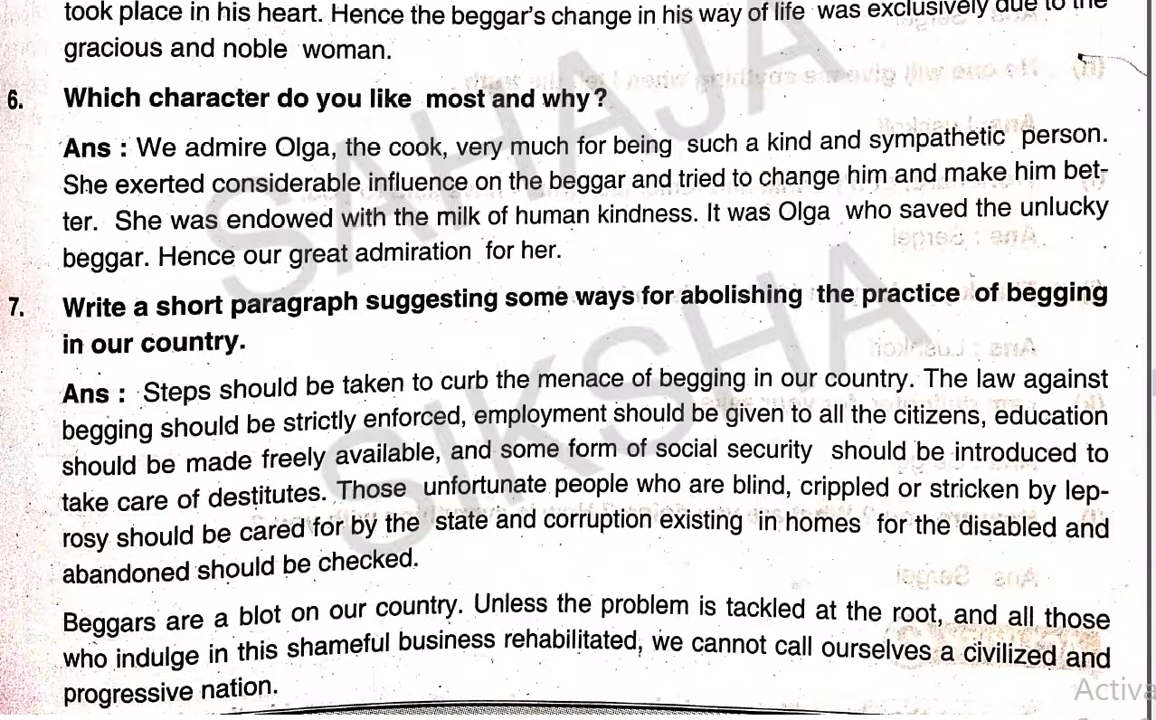 took place in his heart. Hence the beggar's change in his way of life was exclusively due to the
gracious and noble woman.
6. Which character do you like most and why?
Ans : We admire Olga, the cook, very much for being such a kind and sympathetic person.
She exerted considerable influence on the beggar and tried to change him and make him bet-
ter. She was endowed with the milk of human kindness. It was Olga who saved the unlucky
beggar. Hence our great admiration for her.
7. Write a short paragraph suggesting some ways for abolishing the practice of begging
in our country.
Ans : Steps should be taken to curb the menace of begging in our country. The law against
begging should be strictly enforced, employment should be given to all the citizens, education
should be made freely available, and some form of social security should be introduced to
take care of destitutes. Those unfortunate people who are blind, crippled or stricken by lep-
rosy should be cared for by the state and corruption existing in homes for the disabled and
abandoned should be checked.
Beggars are a blot on our country. Unless the problem is tackled at the root, and all those
who indulge in this shameful business rehabilitated, we cannot call ourselves a civilized and
progressive nation.
SAHAJA
SIKSHA